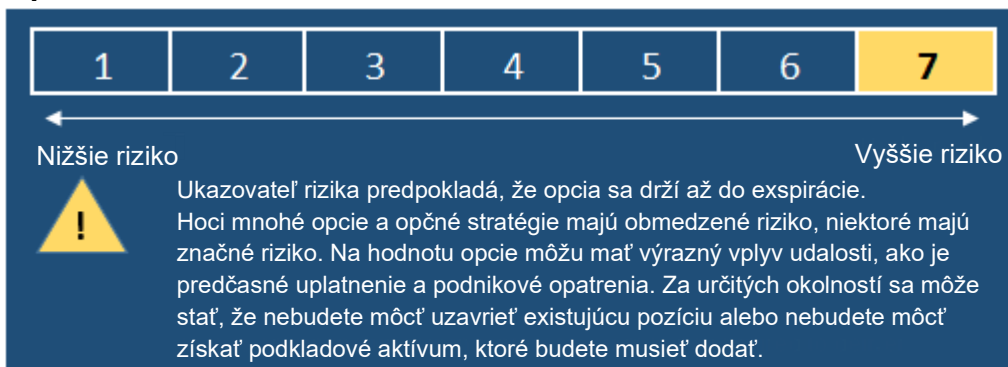 1 2 3 4 5 6 7
Nižšie riziko Vyššie riziko
!
Ukazovateľ rizika predpokladá, že opcia sa drží až do exspirácie.
Hoci mnohé opcie a opčné stratégie majú obmedzené riziko, niektoré majú
značné riziko. Na hodnotu opcie môžu mať výrazný vplyv udalosti, ako je
predčasné uplatnenie a podnikové opatrenia. Za určitých okolností sa môže
stať, že nebudete môcť uzavrieť existujúcu pozíciu alebo nebudete môcť
získať podkladové aktívum, ktoré budete musieť dodať.